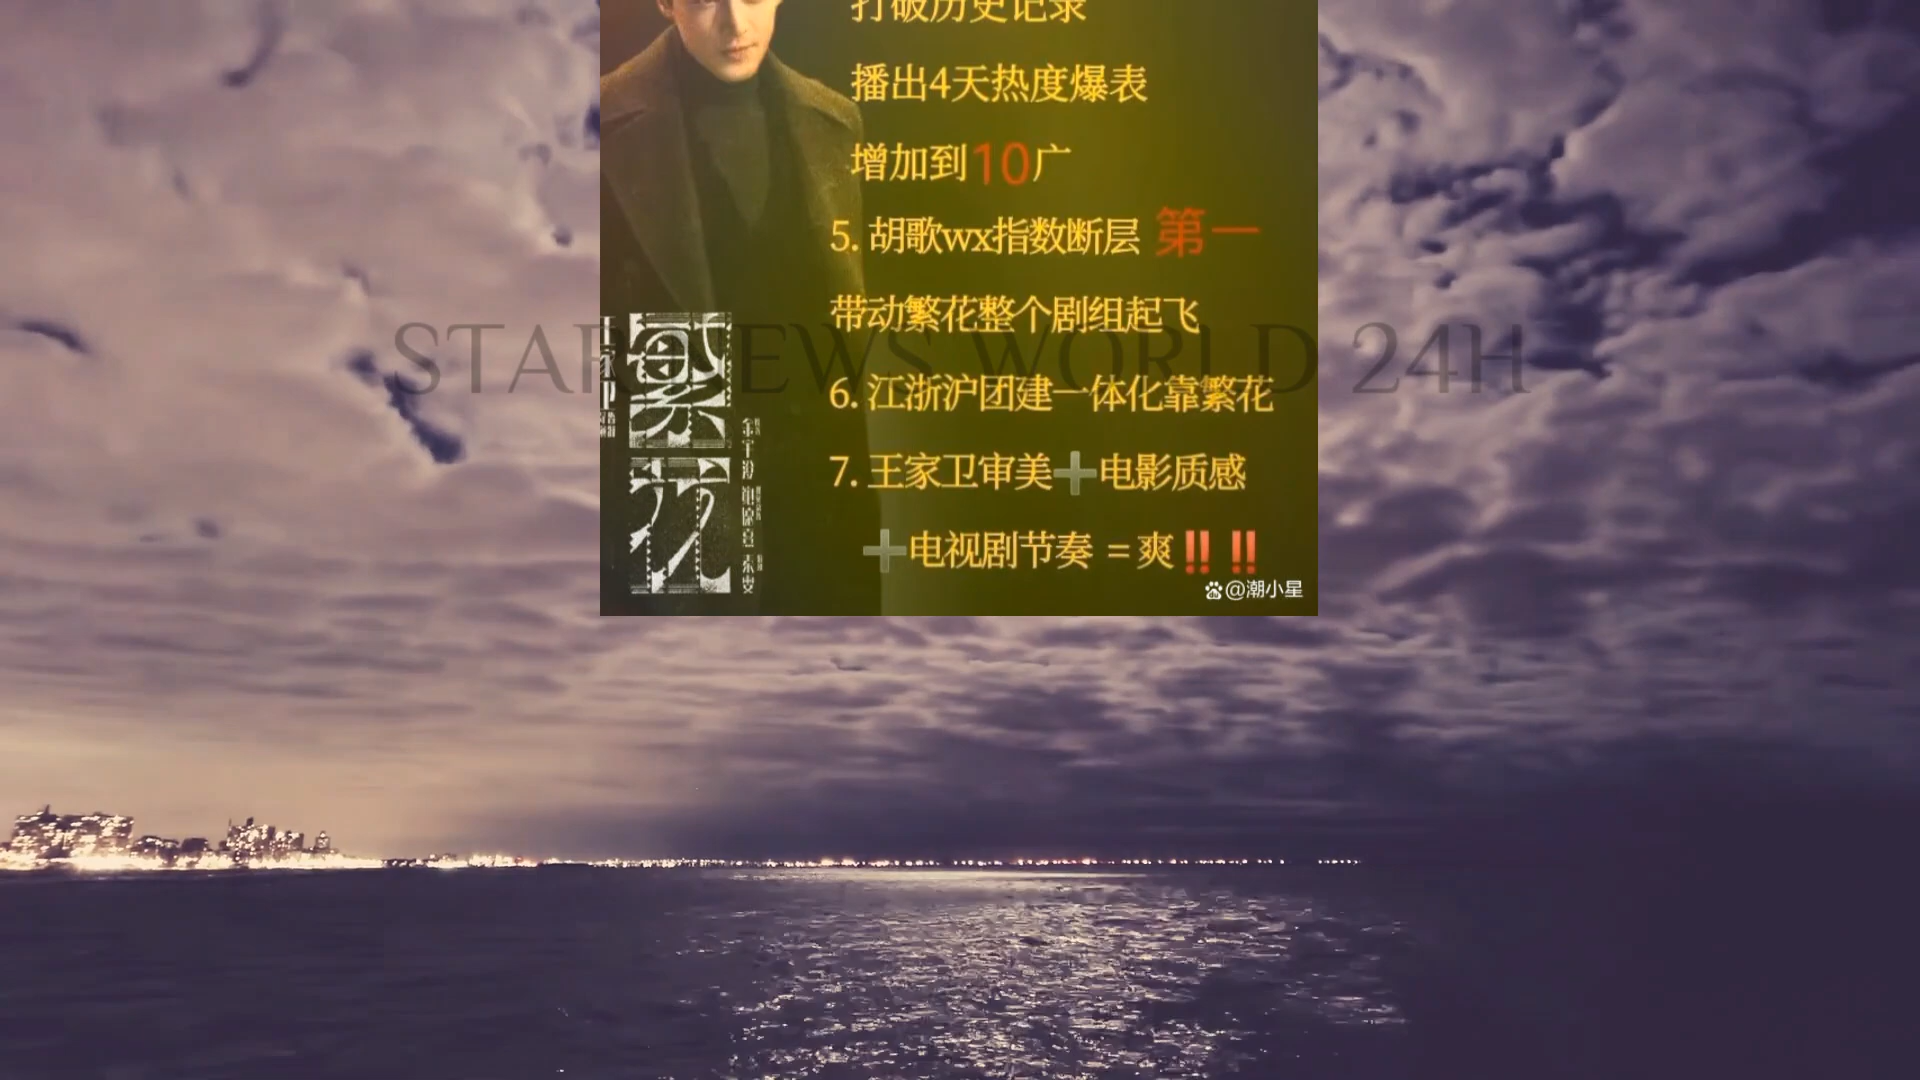 打破历史记录
播出4天热度爆表
增加到10广
5. 胡歌wx指数断层 第一
带动繁花整个剧组起飞
STAR NEWS WORLD 24H
6. 江浙沪团建一体化靠繁花
7. 王家卫审美➕电影质感
➕电视剧节奏 = 爽‼️ ‼️
繁花
@潮小星